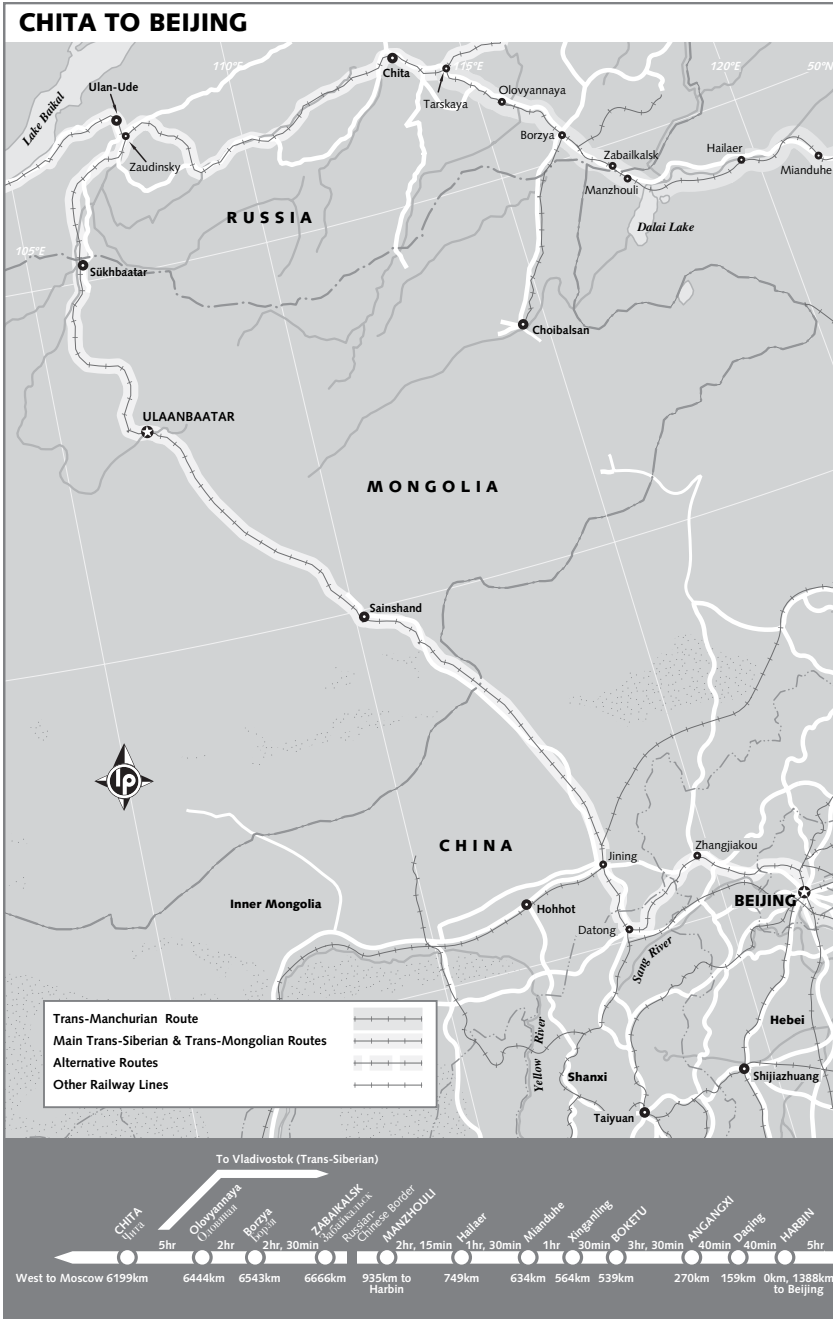 CHITA TO BEIJING
110°E
115°E
120°E
50°N
Lake Baikal
Ulan-Ude
Chita
Tarskaya
Olovyannaya
Borzya
Zaudinsky
Zabailkalsk
Hailaer
Manzhouli
Mianduhe
RUSSIA
Dalai Lake
105°E
Sükhbaatar
Choibalsan
ULAANBAATAR
MONGOLIA
Sainshand
lp
CHINA
Jining
Zhangjiakou
Inner Mongolia
Hohhot
BEIJING
Datong
Sang River
Trans-Manchurian Route
Main Trans-Siberian & Trans-Mongolian Routes
Alternative Routes
Other Railway Lines
Yellow River
Hebei
Shanxi
Shijiazhuang
Taiyuan
To Vladivostok (Trans-Siberian)
CHITA
Чита
Olovyannaya
Оловянная
Borzya
Борзя
ZABAIKALSK
Забайкальск
Russian-
Chinese Border
MANZHOULI
Hailaer
Mianduhe
Xinganling
BOKETU
ANGANGXI
Daqing
HARBIN
5hr 2hr 2hr, 30min 2hr, 15min 1hr, 30min 1hr 30min 3hr, 30min 40min 40min 5hr
West to Moscow 6199km 6444km 6543km 6666km 935km to 749km 634km 564km 539km 270km 159km 0km, 1388km
Harbin to Beijing